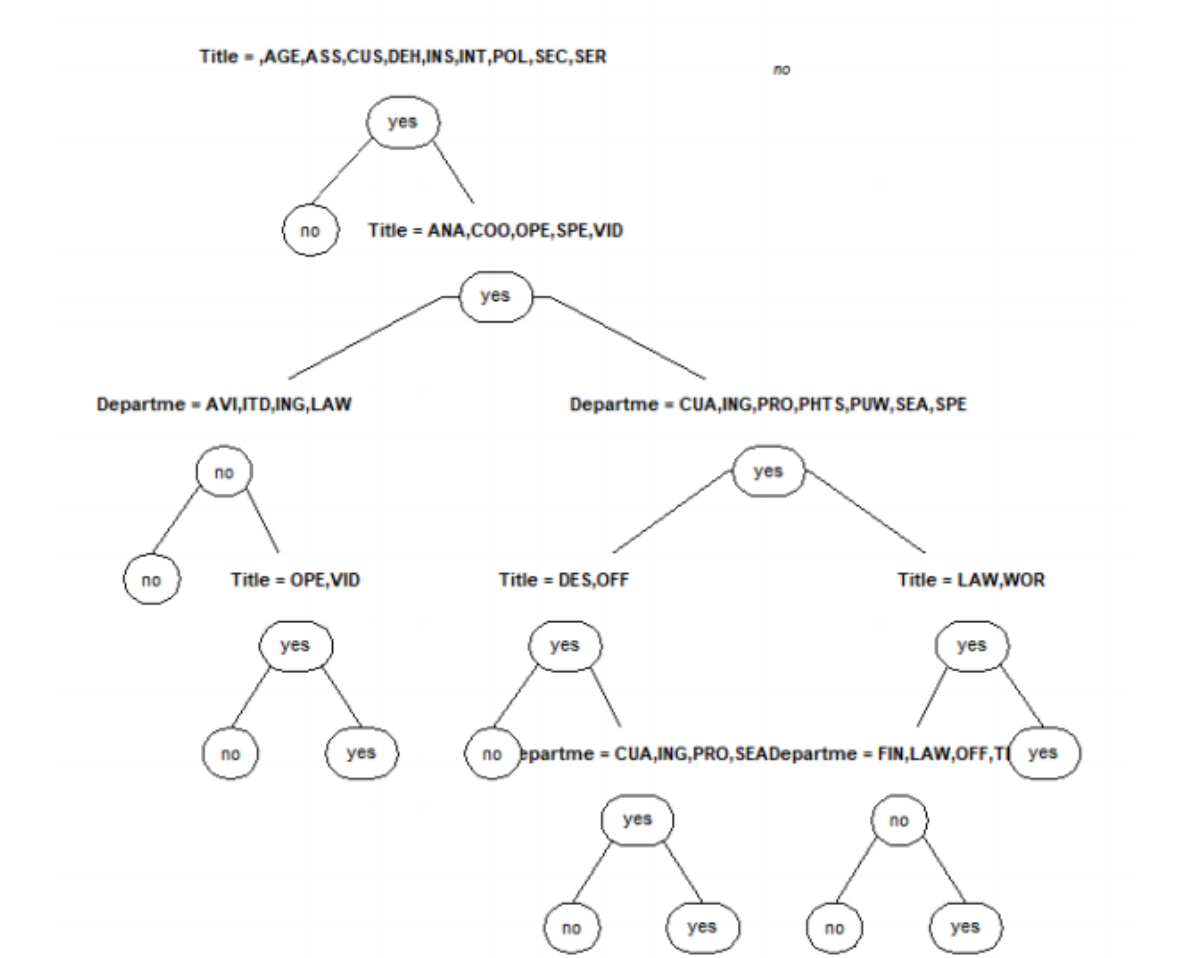 Title = ,AGE,ASS,CUS,DEH,INS,INT,POL,SEC,SER
no
yes
no
Title = ANA,COO,OPE,SPE,VID
yes
Departme = AVI,ITD,ING,LAW
Departme = CUA,ING,PRO,PHTS,PUW,SEA,SPE
no
yes
no
Title = OPE,VID
Title = DES,OFF
Title = LAW,WOR
yes
yes
yes
no
yes
no
epartme = CUA,ING,PRO,SEA
Departme = FIN,LAW,OFF,TI
yes
yes
no
no
yes
no
yes